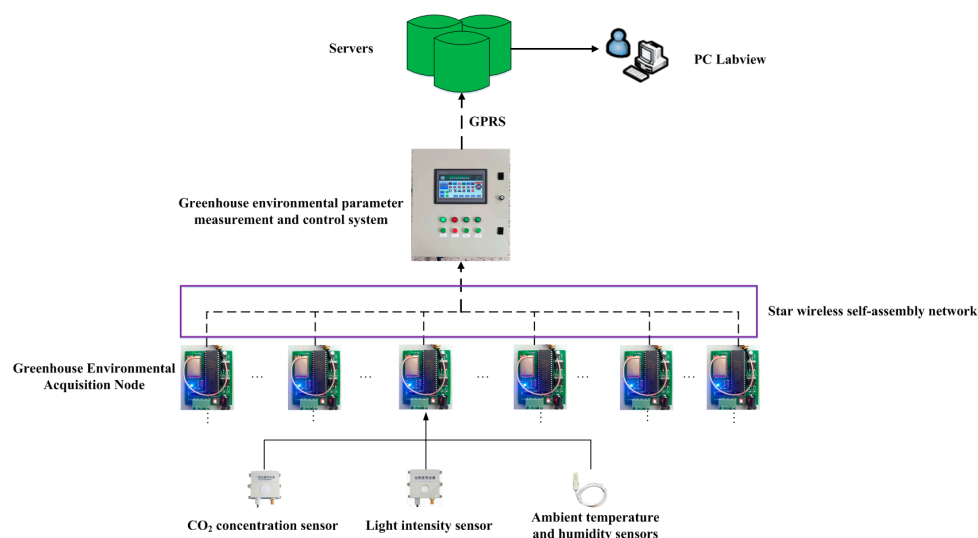 Servers
PC Labview
GPRS
Greenhouse environmental parameter
measurement and control system
Star wireless self-assembly network
Greenhouse Environmental
Acquisition Node
... ... ... ... ...
CO₂ concentration sensor
Light intensity sensor
Ambient temperature
and humidity sensors